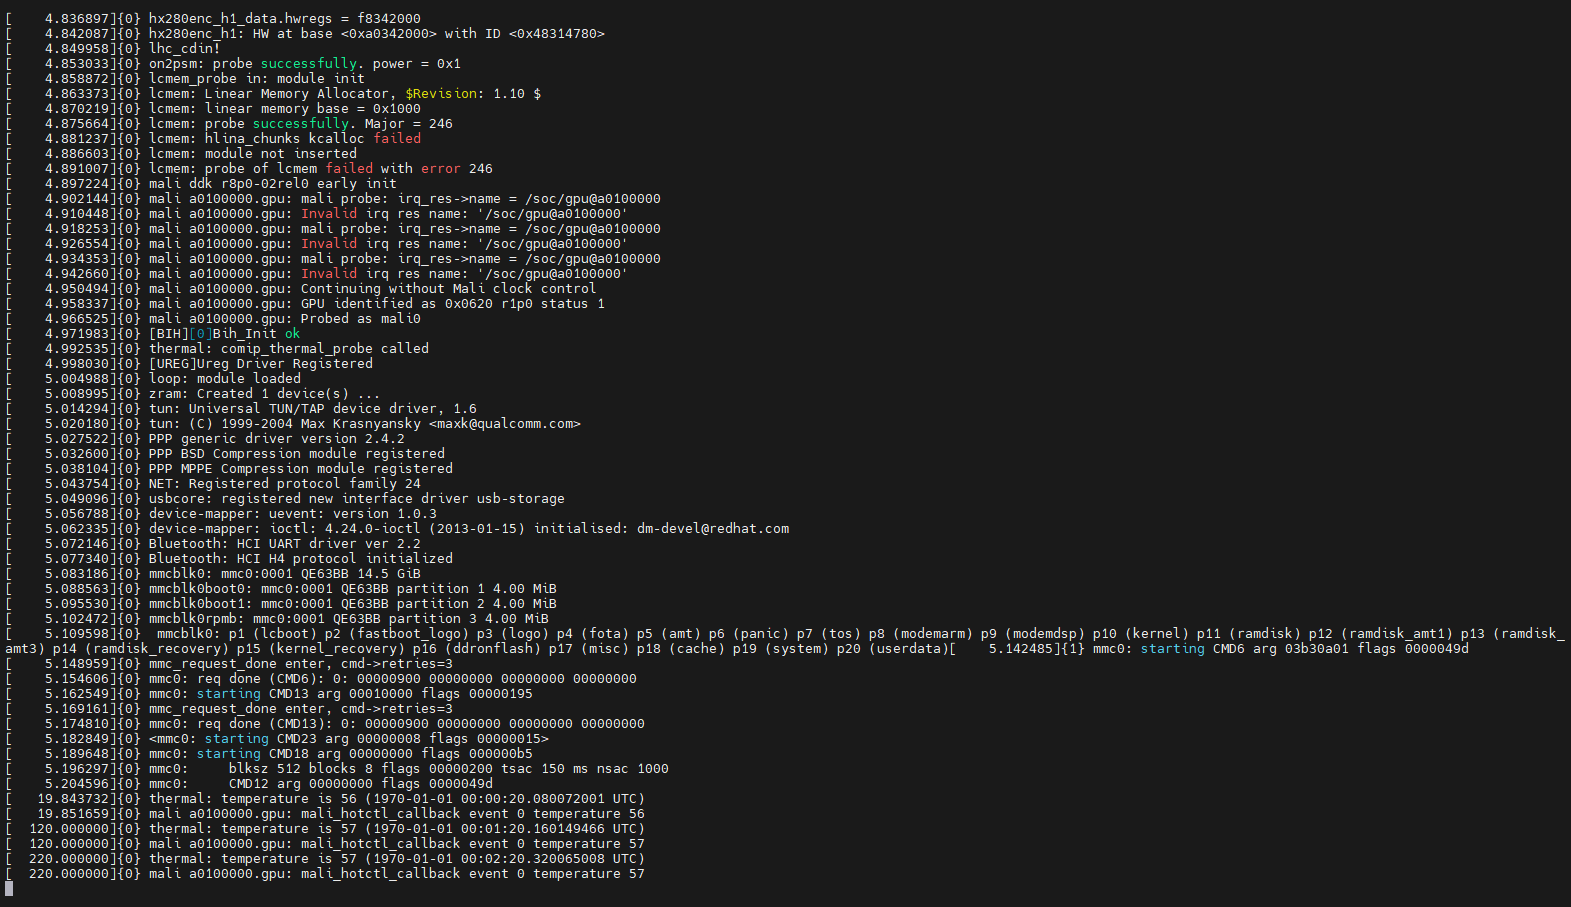 [    4.836897]{0} hx280enc_h1_data.hwregs = f8342000
[    4.842087]{0} hx280enc_h1: HW at base <0xa0342000> with ID <0x48314780>
[    4.849958]{0} lhc_cdin!
[    4.853033]{0} on2psm: probe successfully. power = 0x1
[    4.858872]{0} lcmem_probe in: module init
[    4.863373]{0} lcmem: Linear Memory Allocator, $Revision: 1.10 $
[    4.870219]{0} lcmem: linear memory base = 0x1000
[    4.875664]{0} lcmem: probe successfully. Major = 246
[    4.881237]{0} lcmem: hlina_chunks kcalloc failed
[    4.886603]{0} lcmem: module not inserted
[    4.891007]{0} lcmem: probe of lcmem failed with error 246
[    4.897224]{0} mali ddk r8p0-02rel0 early init
[    4.902144]{0} mali a0100000.gpu: mali probe: irq_res->name = /soc/gpu@a0100000
[    4.910448]{0} mali a0100000.gpu: Invalid irq res name: '/soc/gpu@a0100000'
[    4.918253]{0} mali a0100000.gpu: mali probe: irq_res->name = /soc/gpu@a0100000
[    4.926554]{0} mali a0100000.gpu: Invalid irq res name: '/soc/gpu@a0100000'
[    4.934353]{0} mali a0100000.gpu: mali probe: irq_res->name = /soc/gpu@a0100000
[    4.942660]{0} mali a0100000.gpu: Invalid irq res name: '/soc/gpu@a0100000'
[    4.950494]{0} mali a0100000.gpu: Continuing without Mali clock control
[    4.958337]{0} mali a0100000.gpu: GPU identified as 0x0620 r1p0 status 1
[    4.966525]{0} mali a0100000.gpu: Probed as mali0
[    4.971983]{0} [BIH][0]Bih_Init ok
[    4.992535]{0} thermal: comip_thermal_probe called
[    4.998030]{0} [UREG]Ureg Driver Registered
[    5.004988]{0} loop: module loaded
[    5.008995]{0} zram: Created 1 device(s) ...
[    5.014294]{0} tun: Universal TUN/TAP device driver, 1.6
[    5.020180]{0} tun: (C) 1999-2004 Max Krasnyansky <maxk@qualcomm.com>
[    5.027522]{0} PPP generic driver version 2.4.2
[    5.032600]{0} PPP BSD Compression module registered
[    5.038104]{0} PPP MPPE Compression module registered
[    5.043754]{0} NET: Registered protocol family 24
[    5.049096]{0} usbcore: registered new interface driver usb-storage
[    5.056788]{0} device-mapper: uevent: version 1.0.3
[    5.062335]{0} device-mapper: ioctl: 4.24.0-ioctl (2013-01-15) initialised: dm-devel@redhat.com
[    5.072146]{0} Bluetooth: HCI UART driver ver 2.2
[    5.077340]{0} Bluetooth: HCI H4 protocol initialized
[    5.083186]{0} mmcblk0: mmc0:0001 QE63BB 14.5 GiB
[    5.088563]{0} mmcblk0boot0: mmc0:0001 QE63BB partition 1 4.00 MiB
[    5.095530]{0} mmcblk0boot1: mmc0:0001 QE63BB partition 2 4.00 MiB
[    5.102472]{0} mmcblk0rpmb: mmc0:0001 QE63BB partition 3 4.00 MiB
[    5.109598]{0}  mmcblk0: p1 (lcboot) p2 (fastboot_logo) p3 (logo) p4 (fota) p5 (amt) p6 (panic) p7 (tos) p8 (modemarm) p9 (modemdsp) p10 (kernel) p11 (ramdisk) p12 (ramdisk_amt1) p13 (ramdisk_
amt3) p14 (ramdisk_recovery) p15 (kernel_recovery) p16 (ddronflash) p17 (misc) p18 (cache) p19 (system) p20 (userdata)[    5.142485]{1} mmc0: starting CMD6 arg 03b30a01 flags 0000049d
[    5.148959]{0} mmc_request_done enter, cmd->retries=3
[    5.154606]{0} mmc0: req done (CMD6): 0: 00000900 00000000 00000000 00000000
[    5.162549]{0} mmc0: starting CMD13 arg 00010000 flags 00000195
[    5.169161]{0} mmc_request_done enter, cmd->retries=3
[    5.174810]{0} mmc0: req done (CMD13): 0: 00000900 00000000 00000000 00000000
[    5.182849]{0} <mmc0: starting CMD23 arg 00000008 flags 00000015>
[    5.189648]{0} mmc0: starting CMD18 arg 00000000 flags 000000b5
[    5.196297]{0} mmc0:     blksz 512 blocks 8 flags 00000200 tsac 150 ms nsac 1000
[    5.204596]{0} mmc0:     CMD12 arg 00000000 flags 0000049d
[   19.843732]{0} thermal: temperature is 56 (1970-01-01 00:00:20.080072001 UTC)
[   19.851659]{0} mali a0100000.gpu: mali_hotctl_callback event 0 temperature 56
[  120.000000]{0} thermal: temperature is 57 (1970-01-01 00:01:20.160149466 UTC)
[  120.000000]{0} mali a0100000.gpu: mali_hotctl_callback event 0 temperature 57
[  220.000000]{0} thermal: temperature is 57 (1970-01-01 00:02:20.320065008 UTC)
[  220.000000]{0} mali a0100000.gpu: mali_hotctl_callback event 0 temperature 57